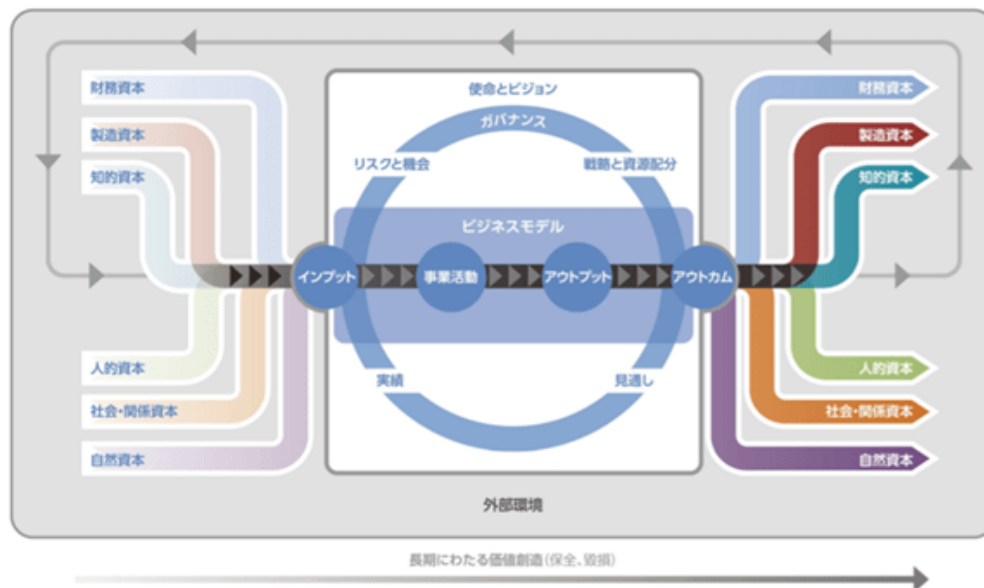 財務資本
製造資本
知的資本
人的資本
社会・関係資本
自然資本
使命とビジョン
ガバナンス
リスクと機会
戦略と資源配分
ビジネスモデル
インプット
事業活動
アウトプット
アウトカム
実績
見通し
財務資本
製造資本
知的資本
人的資本
社会・関係資本
自然資本
外部環境
長期にわたる価値創造(保全、毀損)